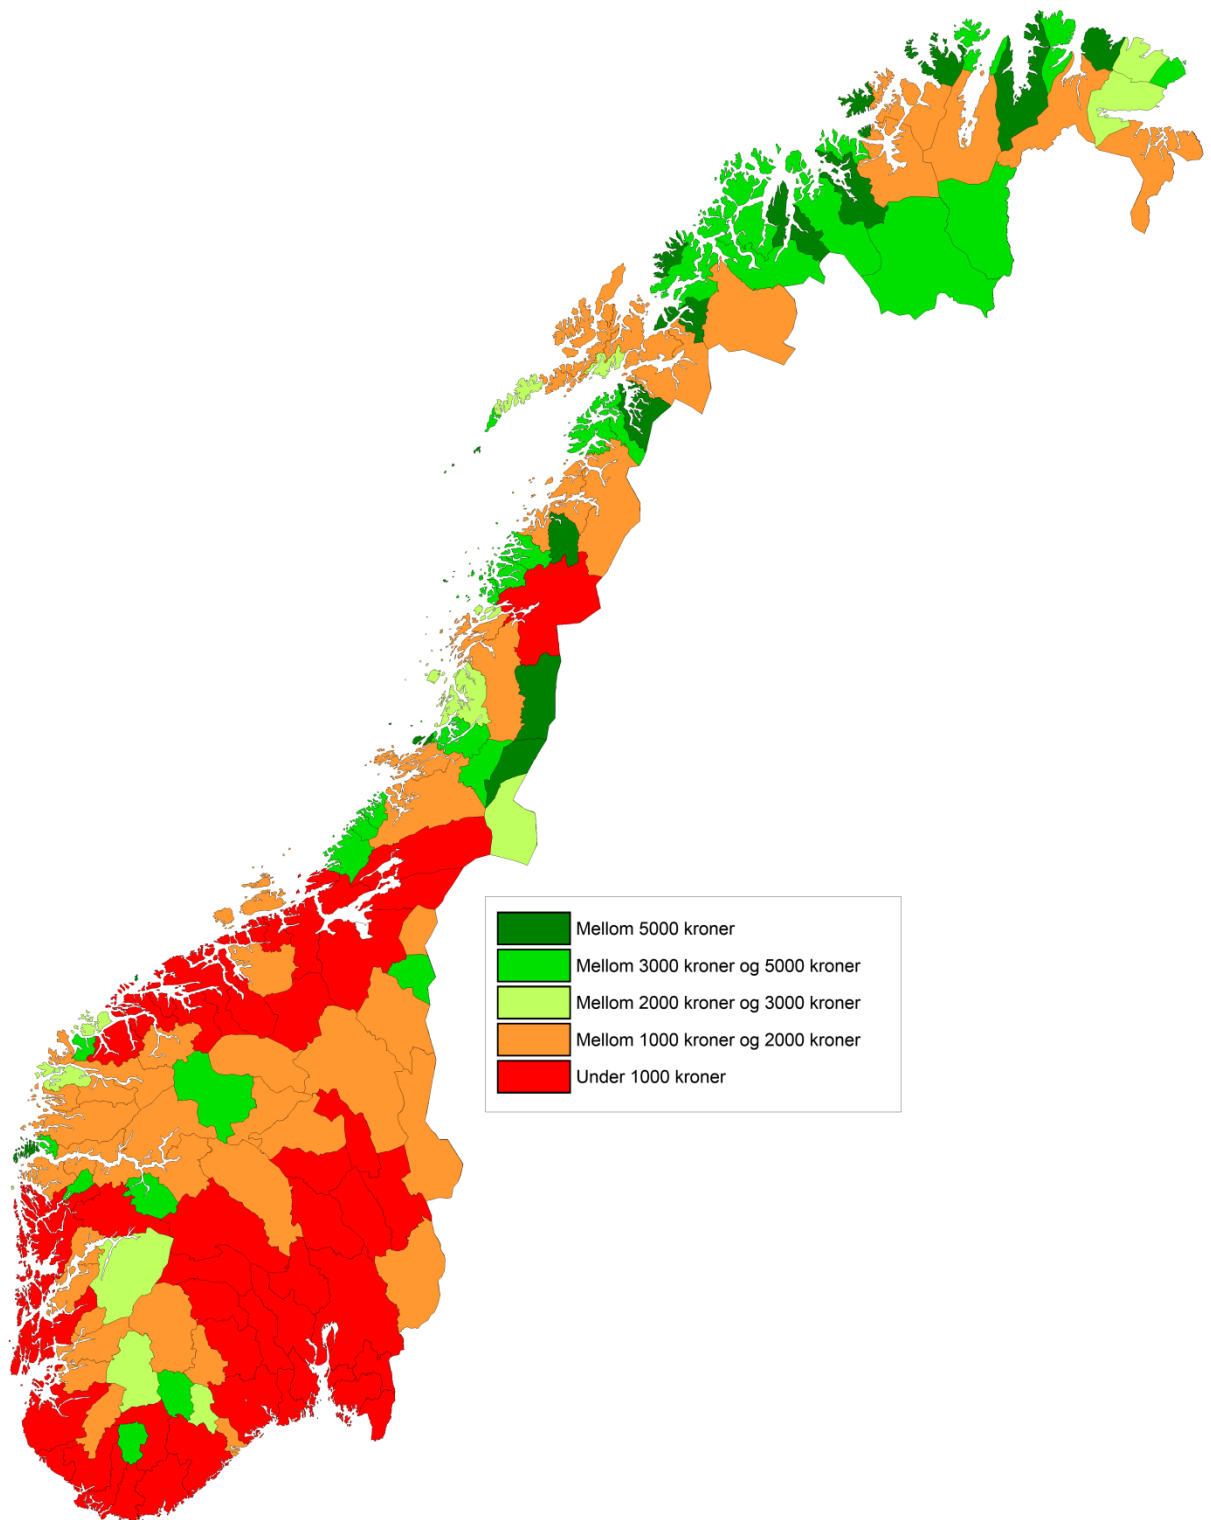 Mellom 5000 kroner
Mellom 3000 kroner og 5000 kroner
Mellom 2000 kroner og 3000 kroner
Mellom 1000 kroner og 2000 kroner
Under 1000 kroner